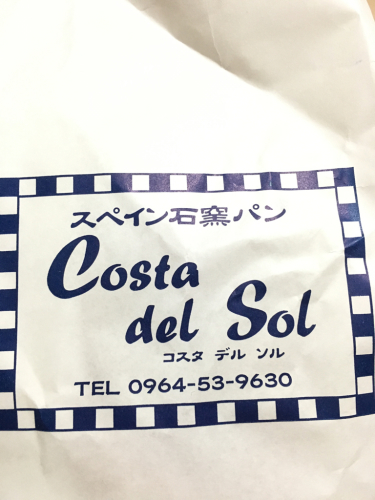 スペイン石窯パン
Costa
del Sol
コスタ デル ソル
TEL 0964-53-9630